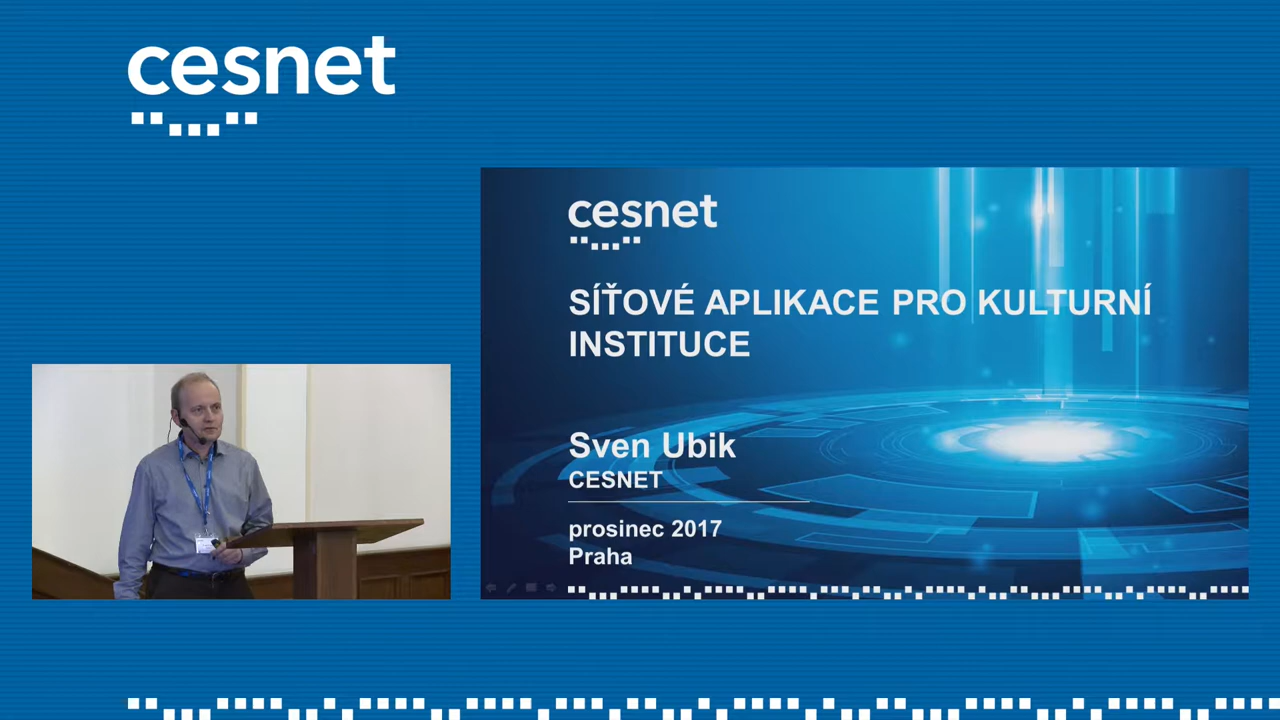 cesnet
cesnet
SÍŤOVÉ APLIKACE PRO KULTURNÍ
INSTITUCE
Sven Ubik
CESNET
prosinec 2017
Praha